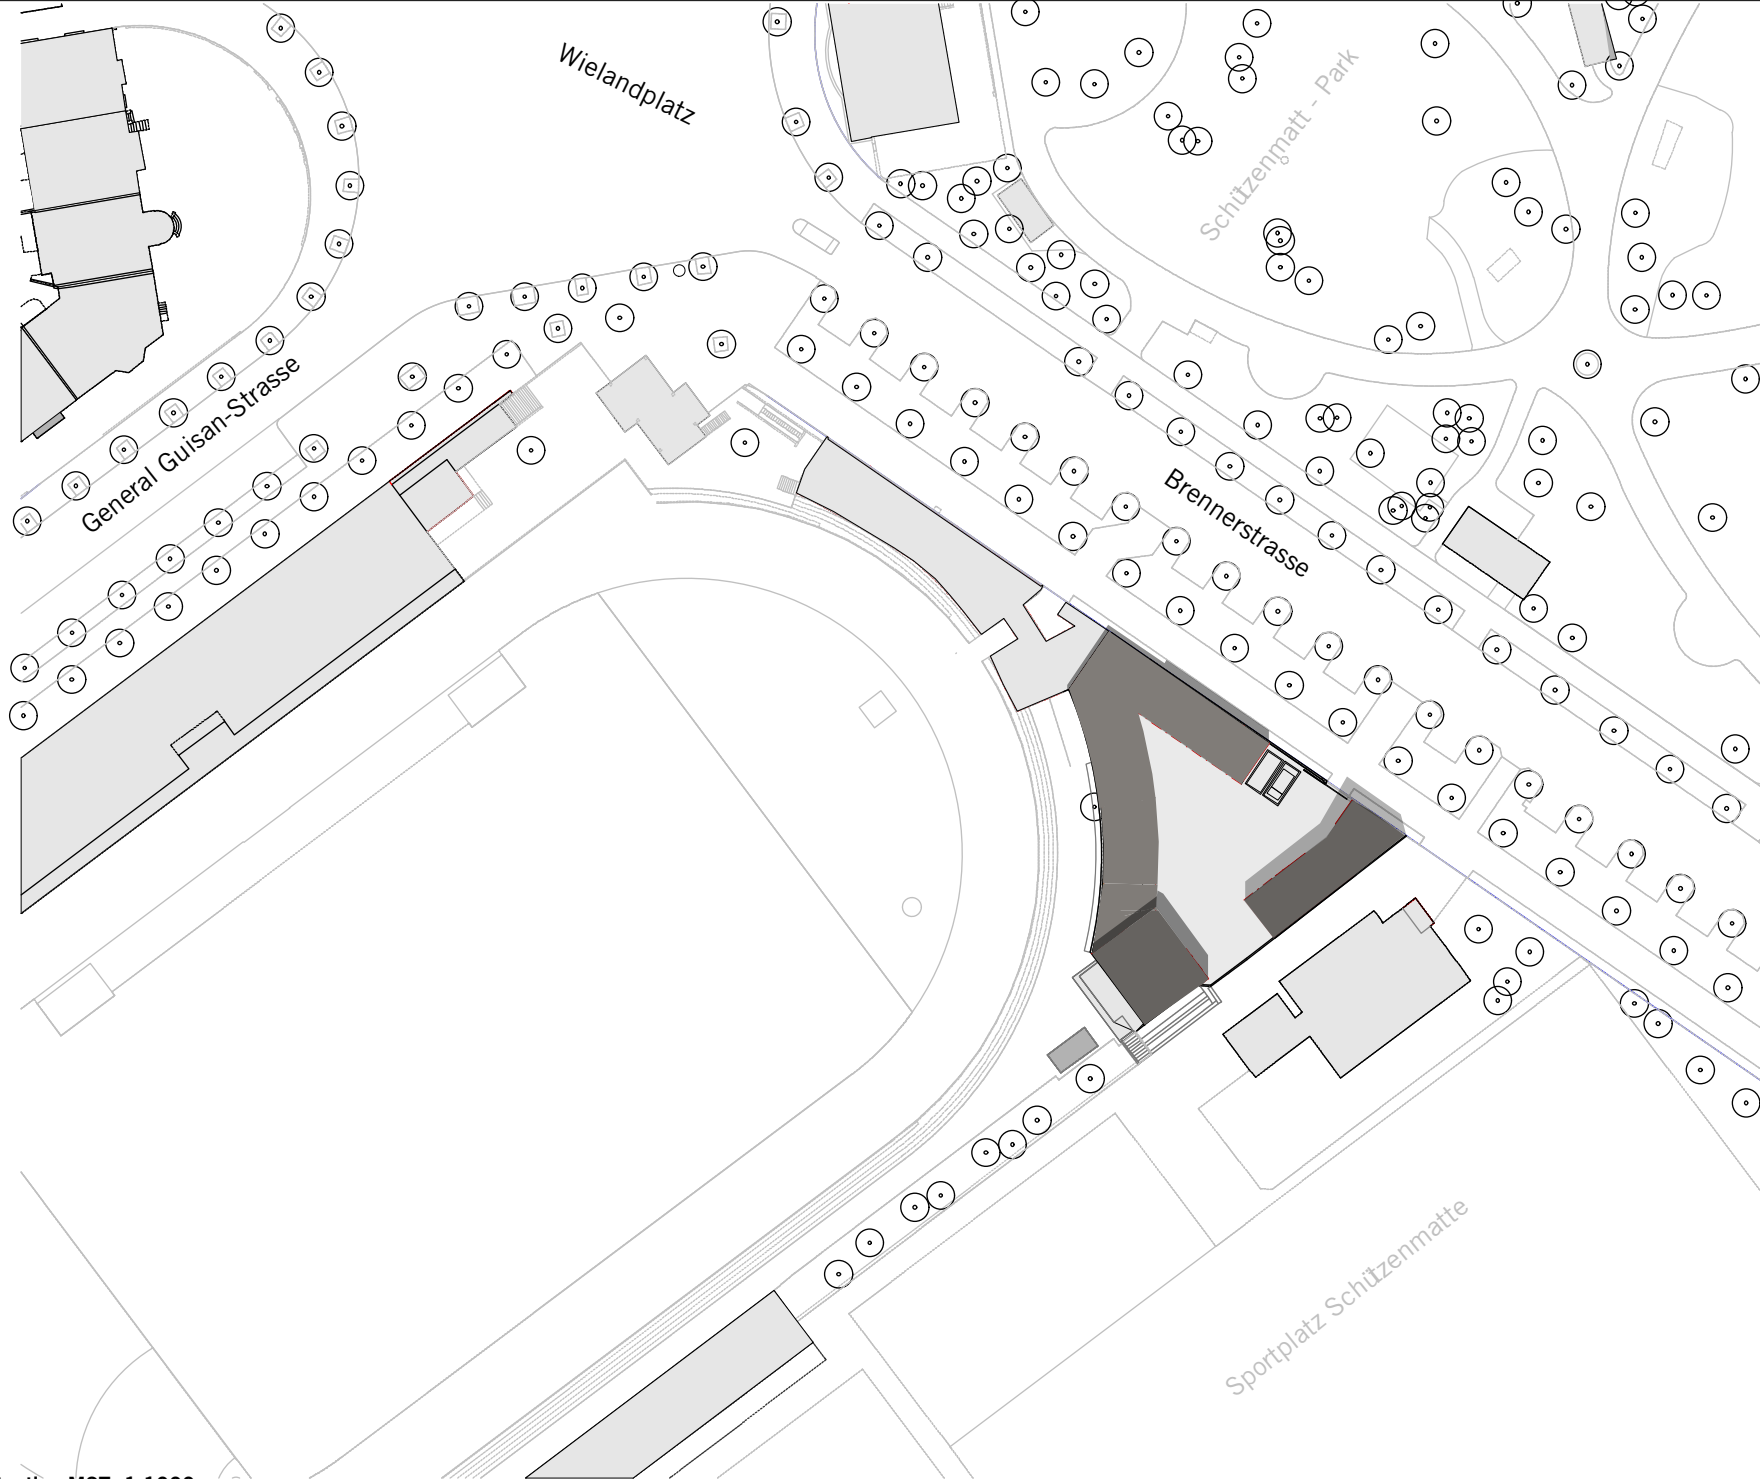 Wielandplatz
Schützenmatt - Park
General Guisan-Strasse
Brennerstrasse
Sportplatz Schützenmatte